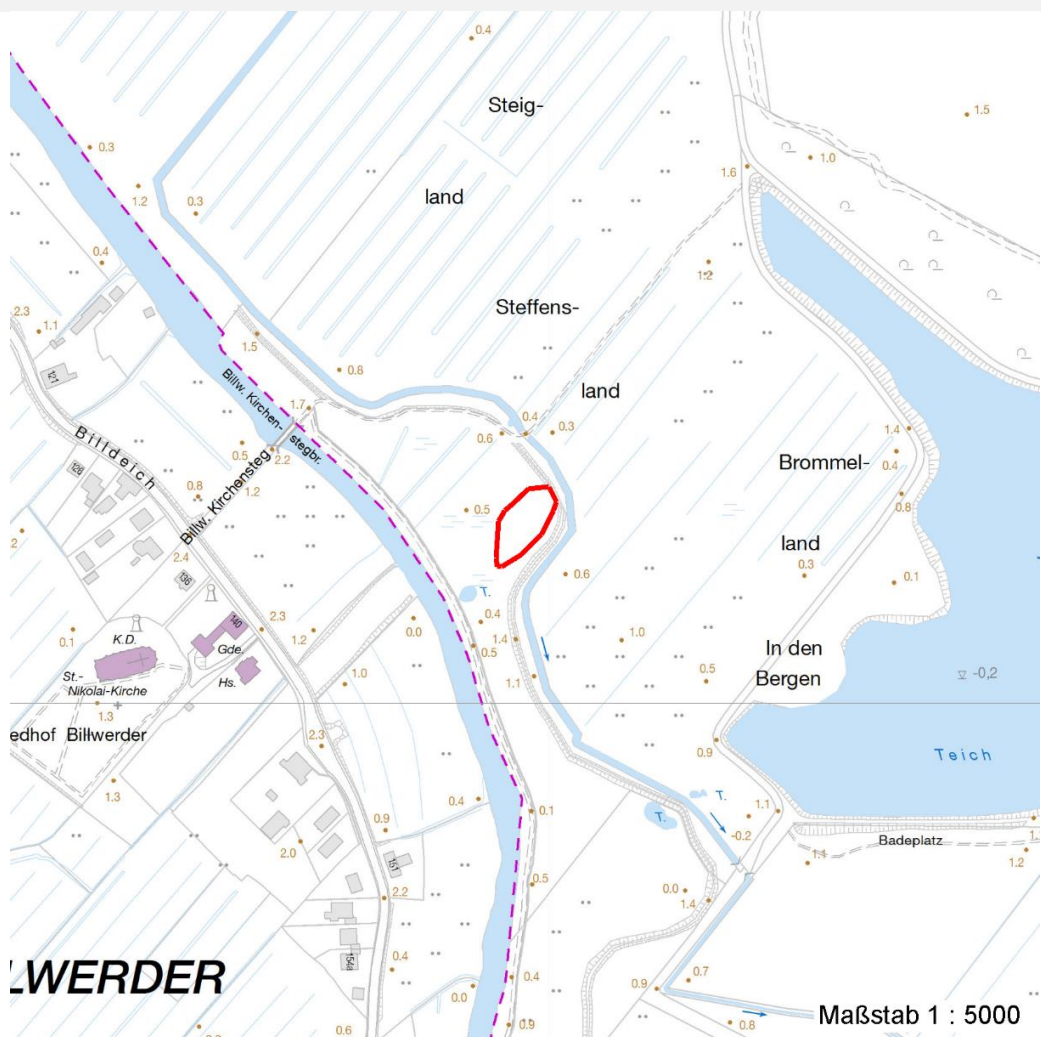 0.4
Steig-
1.5
0.3
1.0
1.6
1.2
0.3
land
0.4
1.2
2.3
1.1
Steffens-
1.5
0.8
121
Billw. Kirchen-
stegbr.
land
1.7
0.4
0.6
0.3
1.4
Billdeich
0.5
2.2
0.4
Brommel-
126
1.2
0.8
0.8
Billw. Kirchensteg
0.5
2
2.4
land
0.3
0.1
136
0.6
T.
140
2.3
0.4
0.0
0.1
K.D.
Gde.
1.2
0.5
1.4
1.0
In den
Bergen
St.-
Nikolai-Kirche
Hs.
1.0
1.1
0.5
-0,2
1.3
edhof Billwerder
2.3
0.9
Teich
1.3
0.4
0.1
T.
T.
1.1
-0.2
0.9
Badeplatz
2.0
151
1.1
1.2
2.2
0.5
0.0
1.4
154a
LWERDER
0.4
0.0
0.4
0.9
0.7
0.6
0.9
0.8
Maßstab 1 : 5000